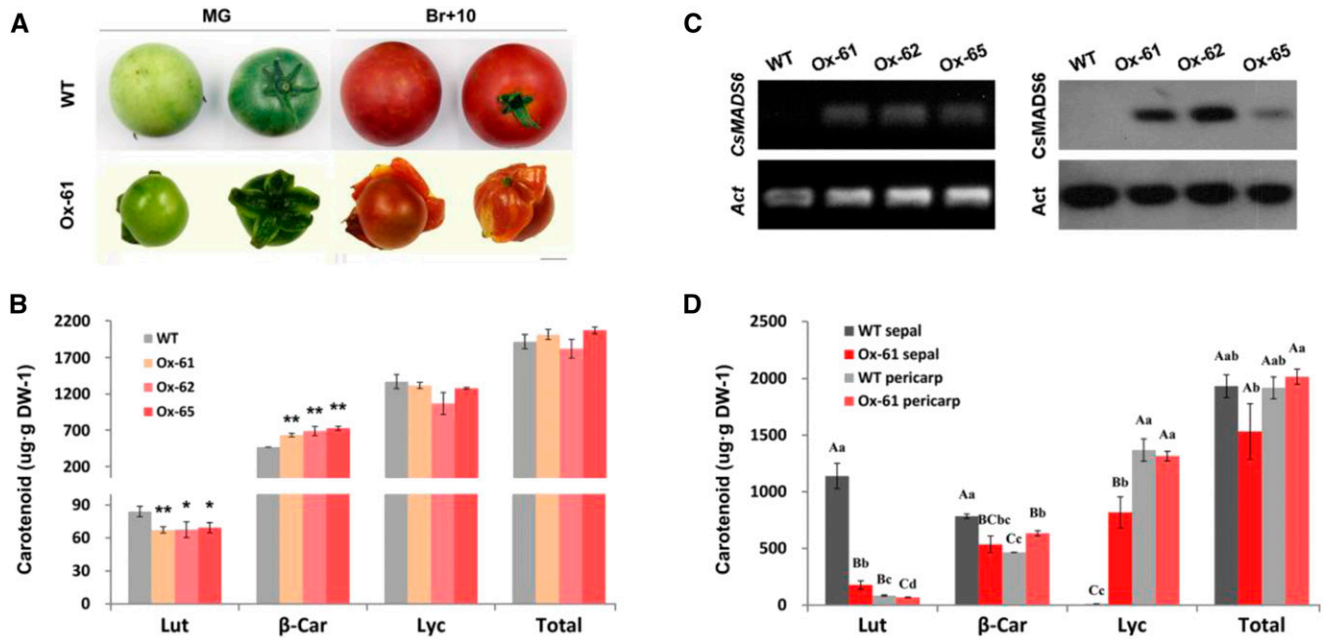 A
MG
Br+10
WT
Ox-61
C
WT
Ox-61
Ox-62
Ox-65
CsMADS6
Act
WT
Ox-61
Ox-62
Ox-65
CsMADS6
Act
B
Carotenoid (ug·g DW-1)
2200
1700
1200
700
200
90
60
30
0
WT
Ox-61
Ox-62
Ox-65
** * *
** ** **
Lut
β-Car
Lyc
Total
D
Carotenoid (ug·g DW-1)
2500
2000
1500
1000
500
0
WT sepal
Ox-61 sepal
WT pericarp
Ox-61 pericarp
Aa Bb Bc Cd
Aa BCbc Cc Bb
Cc Bb Aa Aa
Aab Ab Aab Aa
Lut
β-Car
Lyc
Total